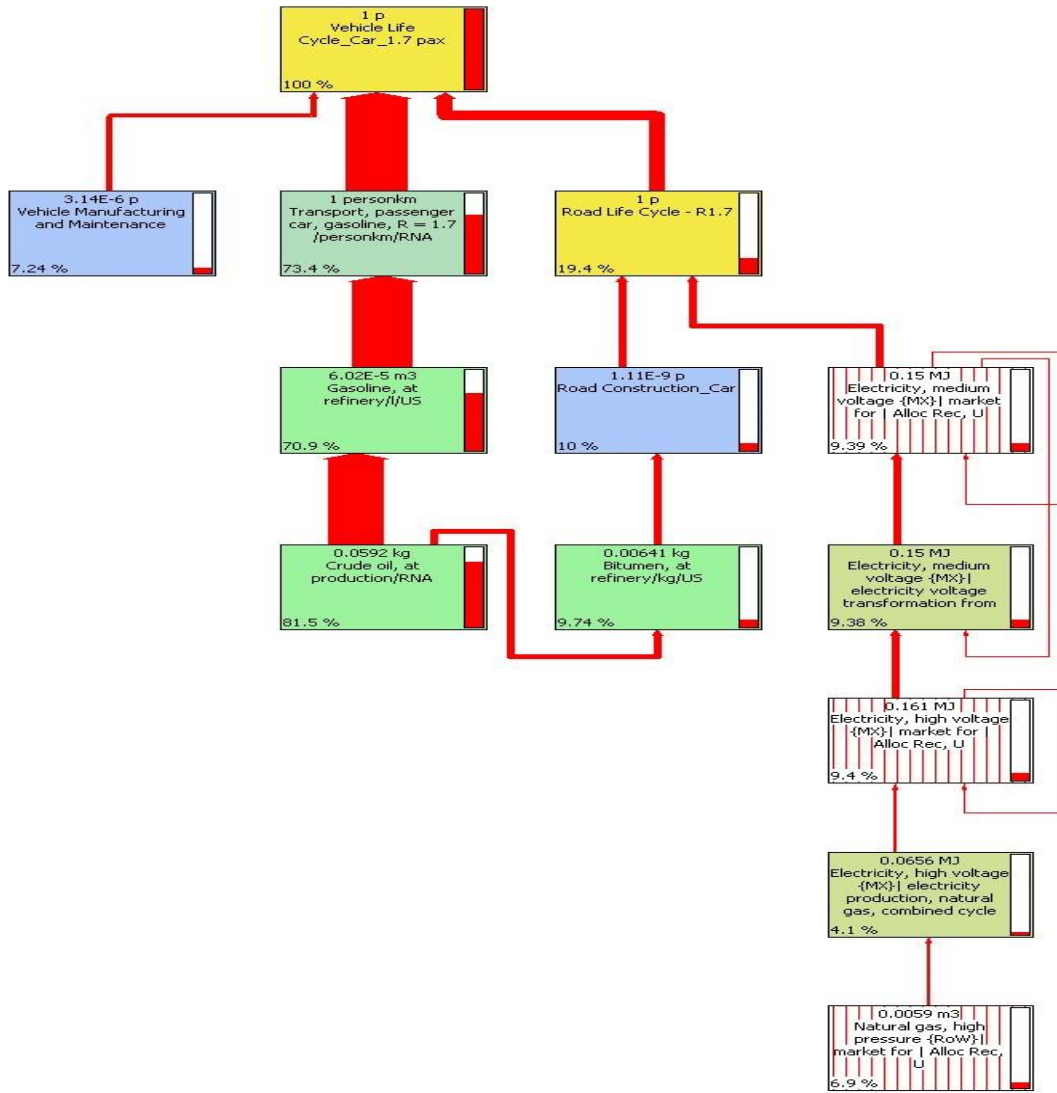 1 p
Vehicle Life
Cycle_Car_1.7 pax
100 %
3.14E-6 p
Vehicle Manufacturing
and Maintenance
7.24 %
1 personkm
Transport, passenger
car, gasoline, R = 1.7
/personkm/RNA
73.4 %
1 p
Road Life Cycle - R1.7
19.4 %
6.02E-5 m3
Gasoline, at
refinery/l/US
70.9 %
1.11E-9 p
Road Construction_Car
10 %
0.15 MJ
Electricity, medium
voltage {MX}| market
for | Alloc Rec, U
9.39 %
0.0592 kg
Crude oil, at
production/RNA
81.5 %
0.00641 kg
Bitumen, at
refinery/kg/US
9.74 %
0.15 MJ
Electricity, medium
voltage {MX}|
electricity voltage
transformation from
9.38 %
0.161 MJ
Electricity, high voltage
{MX}| market for |
Alloc Rec, U
9.4 %
0.0656 MJ
Electricity, high voltage
{MX}| electricity
production, natural
gas, combined cycle
4.1 %
0.0059 m3
Natural gas, high
pressure {RoW}|
market for | Alloc Rec,
U
6.9 %